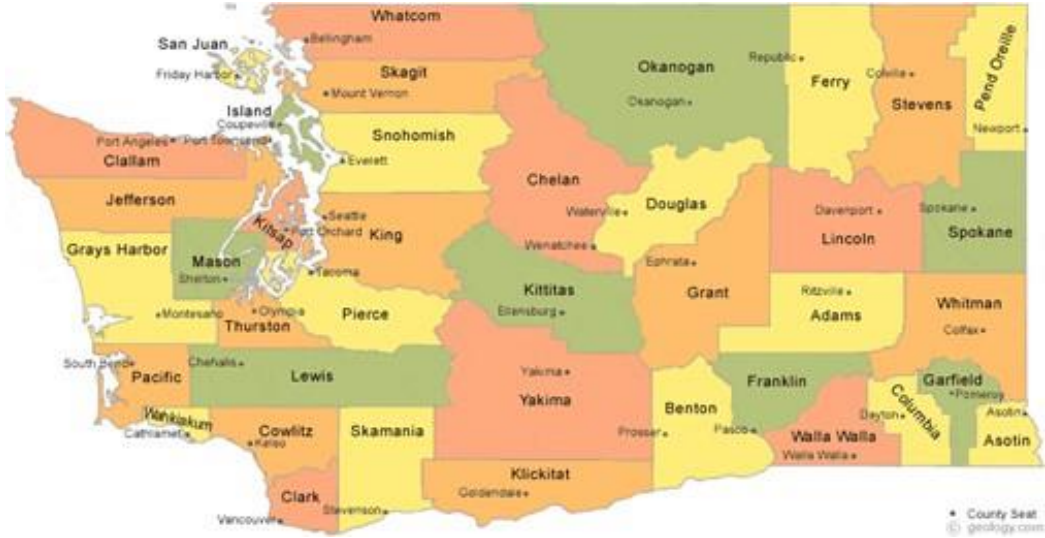 Whatcom
Bellingham
San Juan
Friday Harbor
Skagit
Mount Vernon
Okanogan
Okanogan
Republic
Ferry
Colville
Stevens
Pend Oreille
Newport
Island
Coupeville
Port Angeles
Port Townsend
Clallam
Snohomish
Everett
Chelan
Waterville
Wenatchee
Douglas
Jefferson
Kitsap
Port Orchard
Seattle
King
Davenport
Lincoln
Spokane
Spokane
Grays Harbor
Mason
Shelton
Tacoma
Ephrata
Grant
Kittitas
Ellensburg
Ritzville
Adams
Whitman
Colfax
Montesano
Olympia
Thurston
Pierce
South Bend
Pacific
Chehalis
Lewis
Yakima
Yakima
Franklin
Garfield
Pomeroy
Wahkiakum
Cathlamet
Cowlitz
Kelso
Skamania
Benton
Prosser
Pasco
Walla Walla
Walla Walla
Dayton
Columbia
Asotin
Asotin
Klickitat
Goldendale
Clark
Vancouver
Stevenson
County Seat
© geology.com